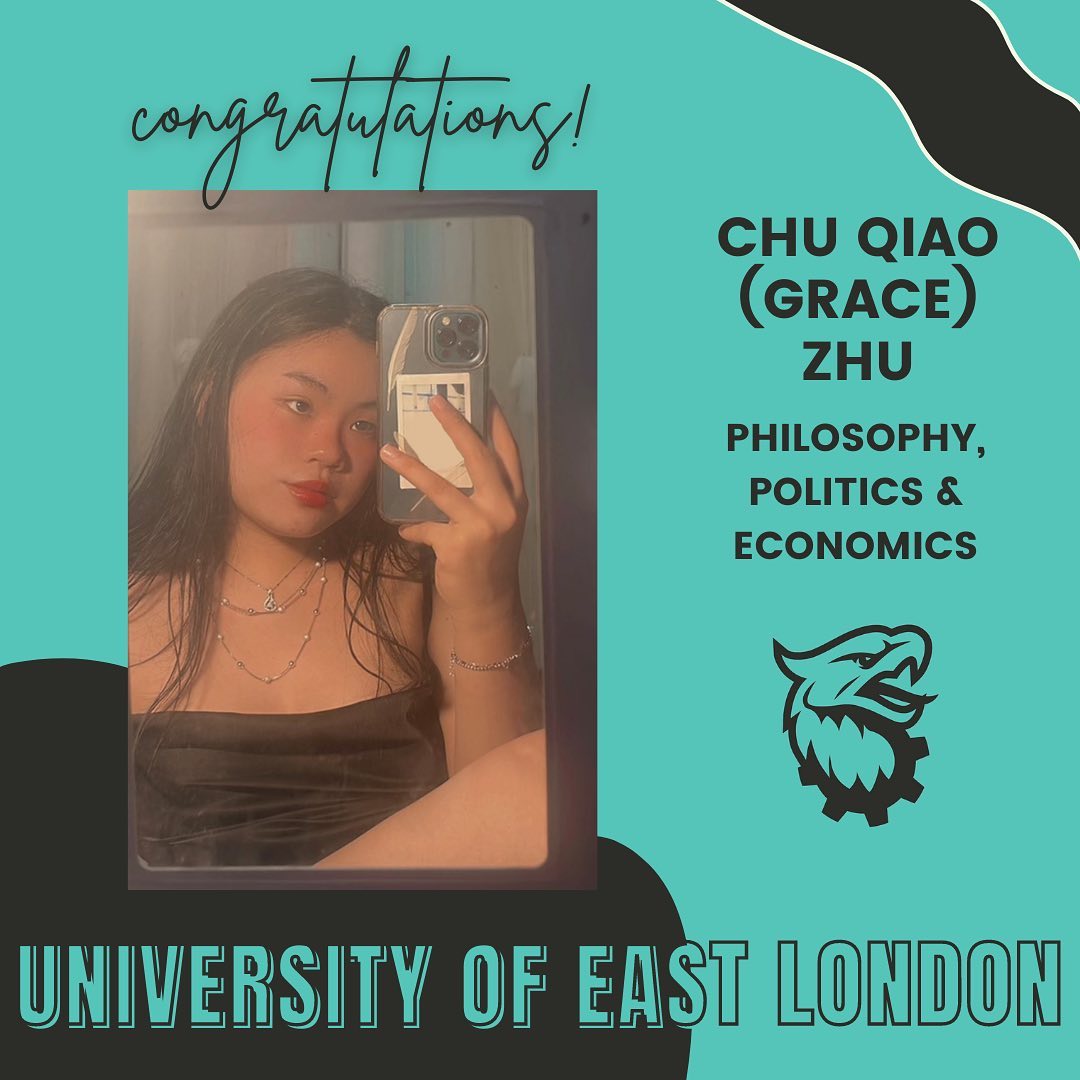 congratulations!
CHU QIAO
(GRACE)
ZHU
PHILOSOPHY,
POLITICS &
ECONOMICS
UNIVERSITY OF EAST LONDON